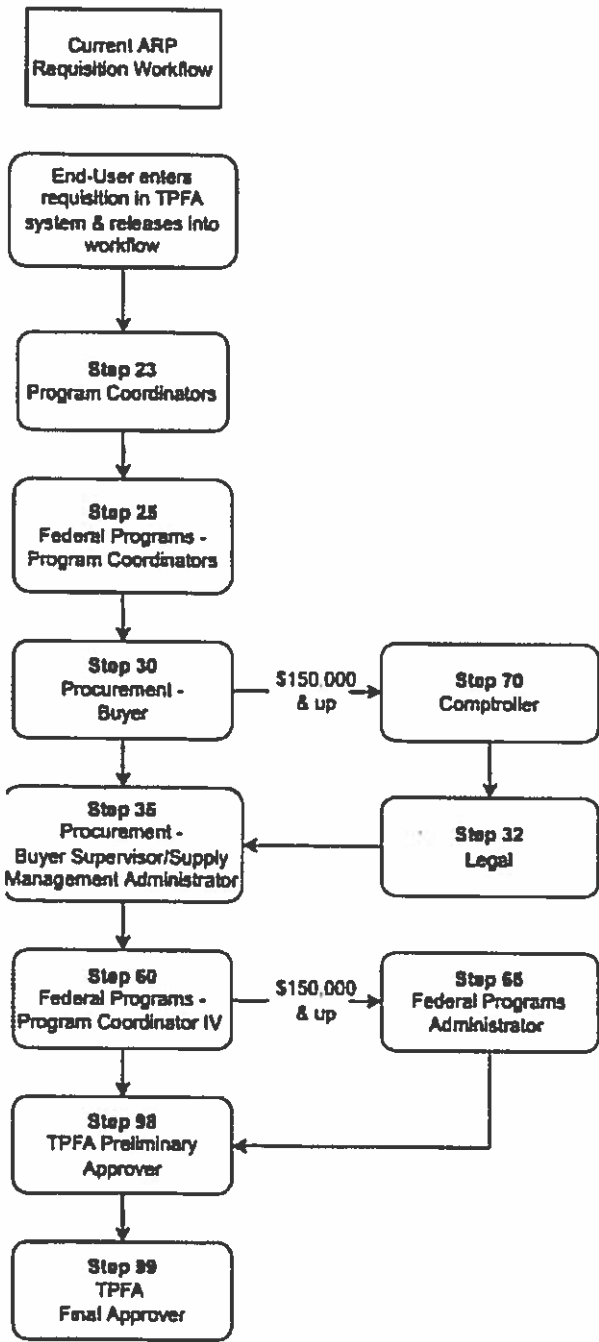 Current ARP
Requisition Workflow
End-User enters
requisition in TPFA
system & releases into
workflow
Step 23
Program Coordinators
Step 25
Federal Programs -
Program Coordinators
Step 30
Procurement -
Buyer
$150,000
& up
Step 70
Comptroller
Step 35
Procurement -
Buyer Supervisor/Supply
Management Administrator
Step 32
Legal
Step 60
Federal Programs -
Program Coordinator IV
$150,000
& up
Step 65
Federal Programs
Administrator
Step 98
TPFA Preliminary
Approver
Step 99
TPFA
Final Approver